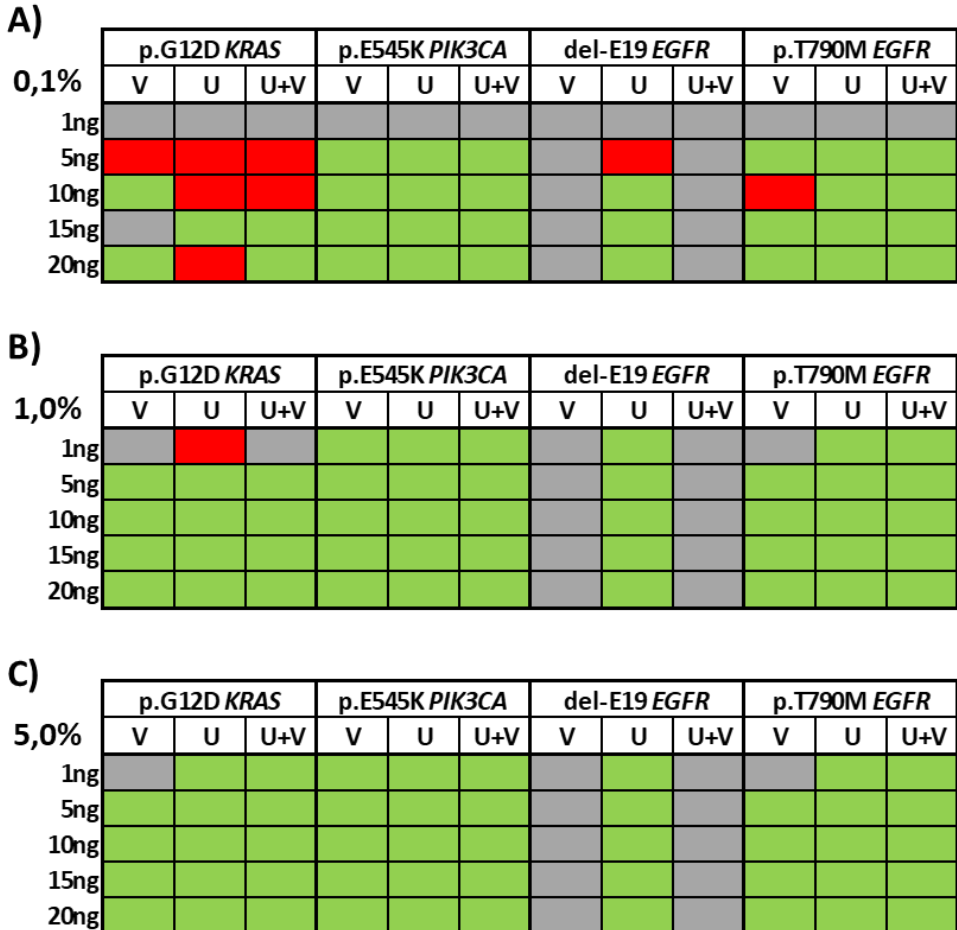 A)
p.G12D KRAS p.E545K PIK3CA del-E19 EGFR p.T790M EGFR
0,1% V U U+V V U U+V V U U+V V U U+V
1ng
5ng
10ng
15ng
20ng
B)
p.G12D KRAS p.E545K PIK3CA del-E19 EGFR p.T790M EGFR
1,0% V U U+V V U U+V V U U+V V U U+V
1ng
5ng
10ng
15ng
20ng
C)
p.G12D KRAS p.E545K PIK3CA del-E19 EGFR p.T790M EGFR
5,0% V U U+V V U U+V V U U+V V U U+V
1ng
5ng
10ng
15ng
20ng